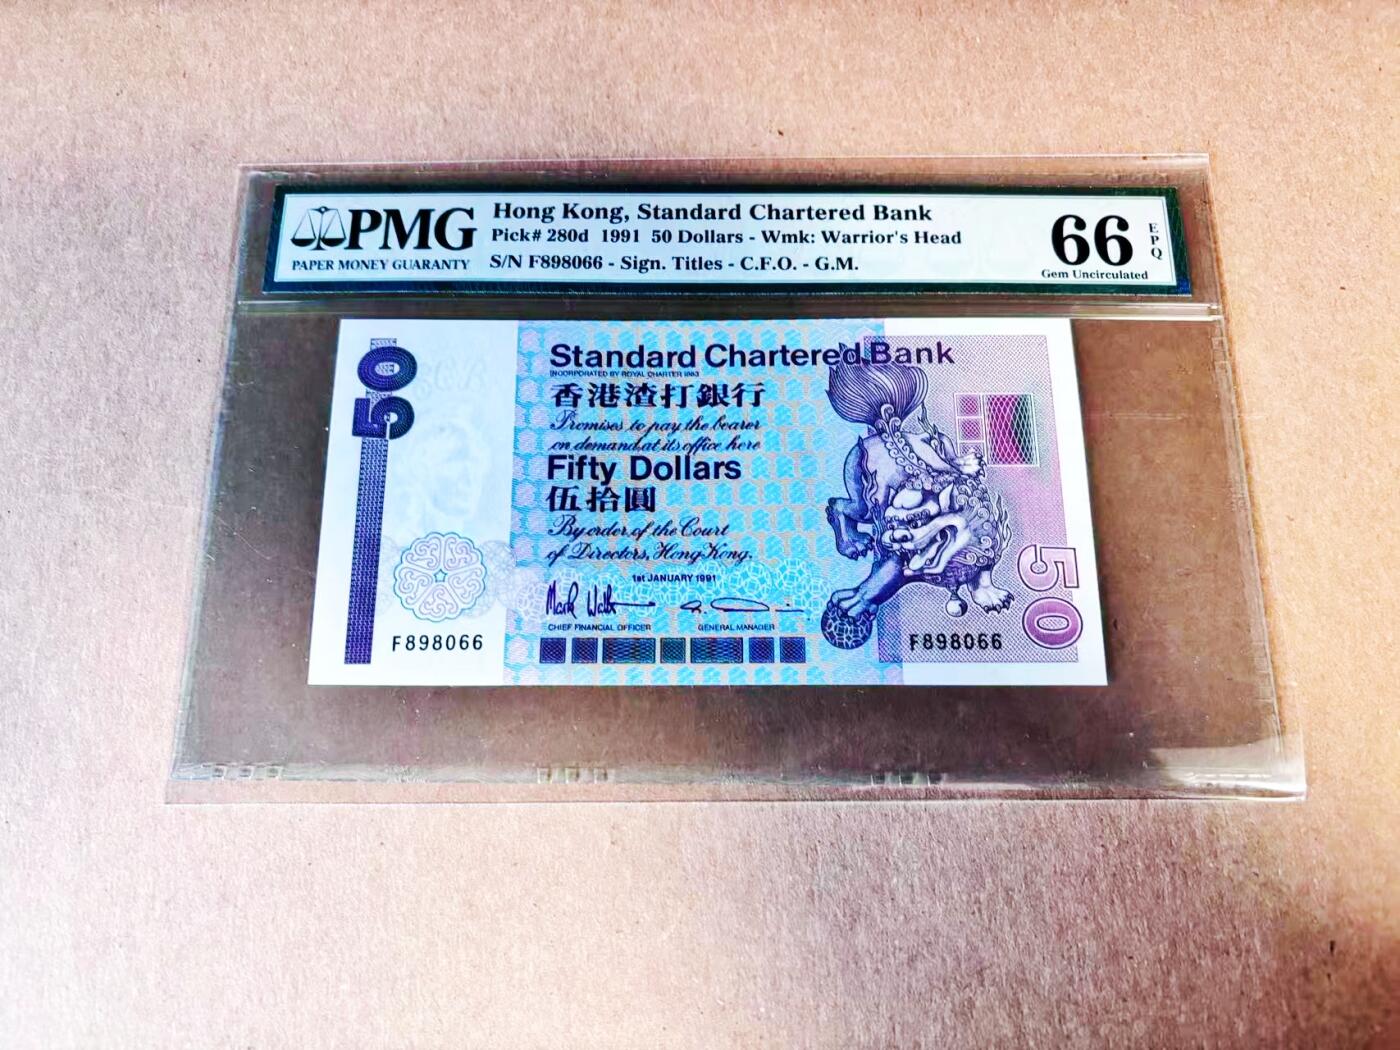 PMG
PAPER MONEY GUARANTY
Hong Kong, Standard Chartered Bank
Pick# 280d 1991 50 Dollars - Wmk: Warrior's Head
S/N F898066 - Sign. Titles - C.F.O. - G.M.
66
EPQ
Gem Uncirculated
50
Standard Chartered Bank
INCORPORATED BY ROYAL CHARTER 1853
香港渣打銀行
Promises to pay the bearer
on demand at its office here
Fifty Dollars
伍拾圓
By order of the Court
of Directors, Hong Kong.
1st JANUARY 1991
CHIEF FINANCIAL OFFICER
GENERAL MANAGER
F898066
F898066
50